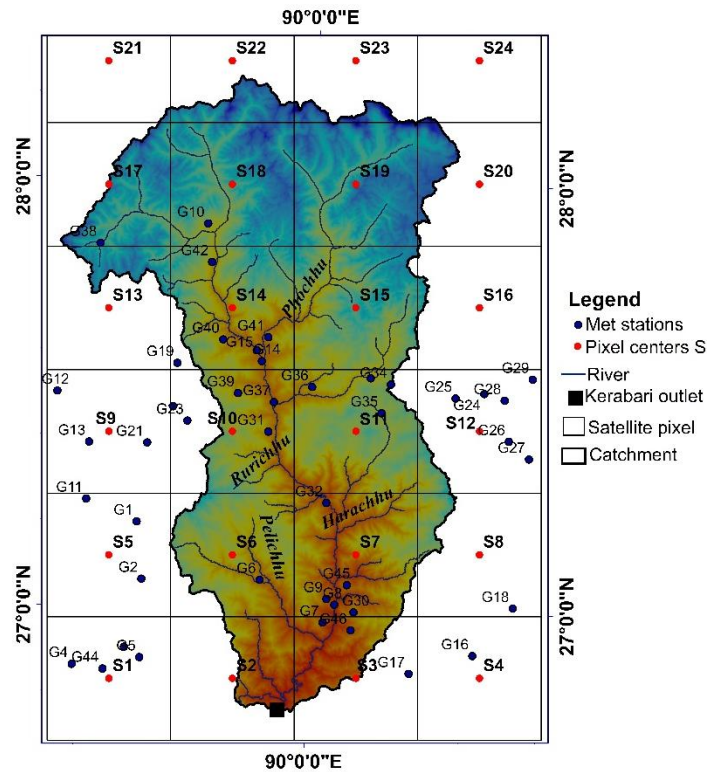 90°0'0"E
S21
S22
S23
S24
28°0'0"N
28°0'0"N
S17
S18
S19
S20
G10
G38
G42
Phochhu
S13
S14
S15
S16
Legend
Met stations
Pixel centers S
River
Kerabari outlet
Satellite pixel
Catchment
G40
G41
G15
G14
G19
G12
G39
G37
G36
G34
G29
G25
G28
G24
G23
G35
S9
S10
G31
S11
S12
G13
G21
G26
G27
Rurichhu
G11
G32
Harachhu
G1
Pelichhu
S5
S6
S7
S8
G2
G6
G45
G9
G8
G30
G18
27°0'0"N
27°0'0"N
G7
G46
G5
G4
G44
G16
G17
S1
S2
S3
S4
90°0'0"E